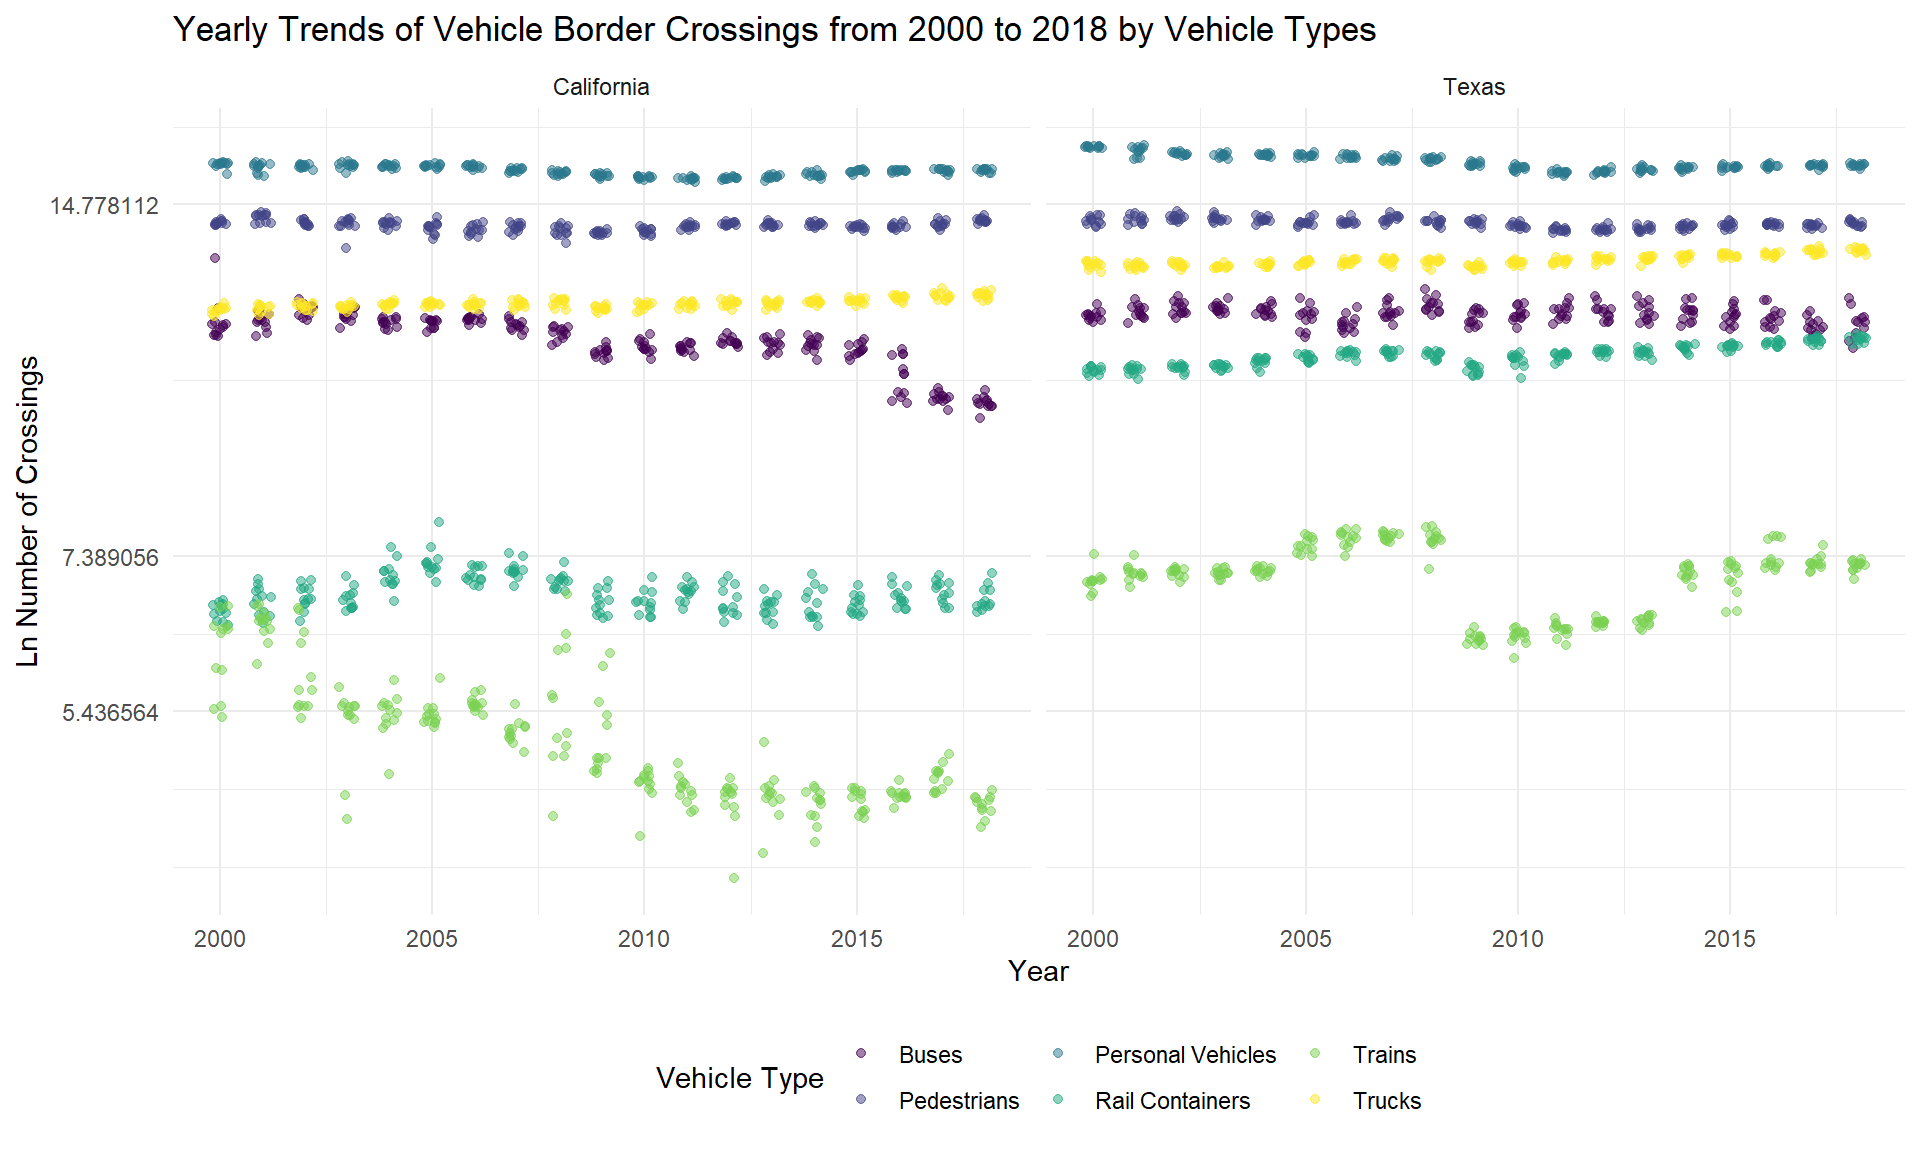 Yearly Trends of Vehicle Border Crossings from 2000 to 2018 by Vehicle Types
California
Texas
Ln Number of Crossings
14.778112
7.389056
5.436564
2000 2005 2010 2015
2000 2005 2010 2015
Year
Vehicle Type
Buses Personal Vehicles Trains
Pedestrians Rail Containers Trucks